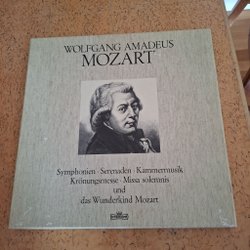 WOLFGANG AMADEUS
MOZART
Symphonien · Serenaden · Kammermusik
Krönungsmesse · Missa solemnis
und
das Wunderkind Mozart